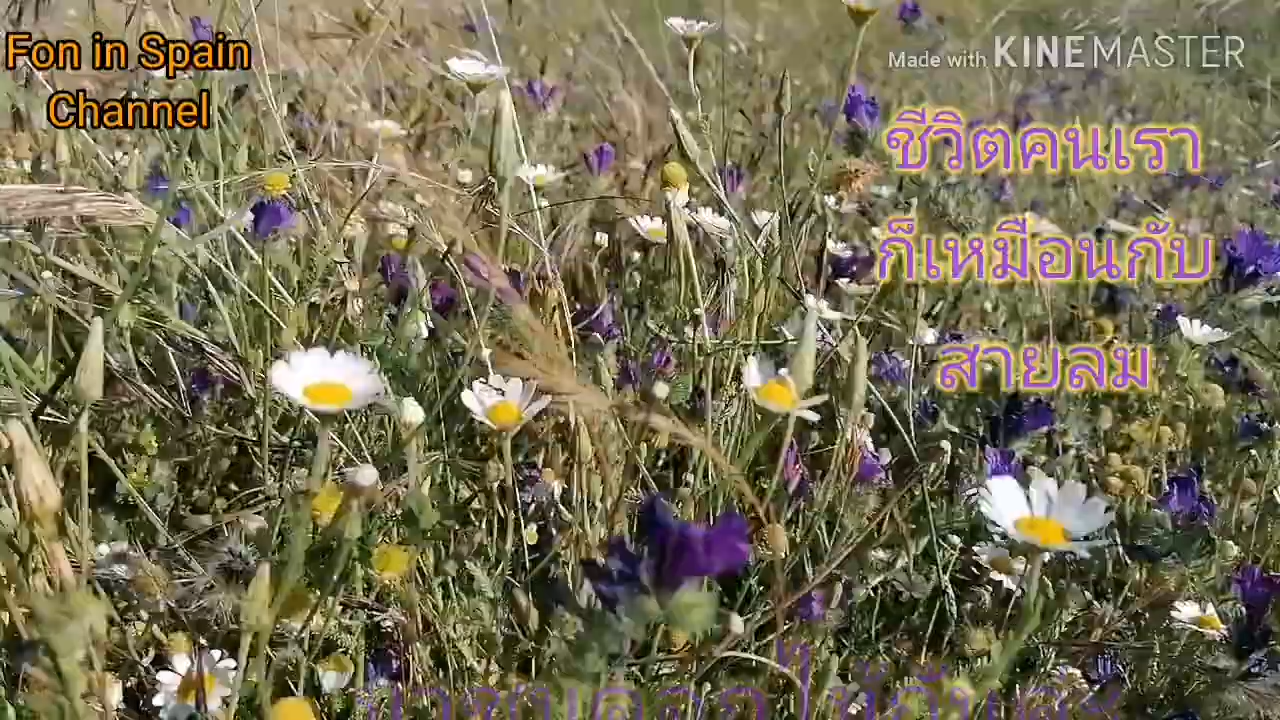 Fon in Spain
Channel
Made with KINEMASTER
ชีวิตคนเรา
ก็เหมือนกับ
สายลม